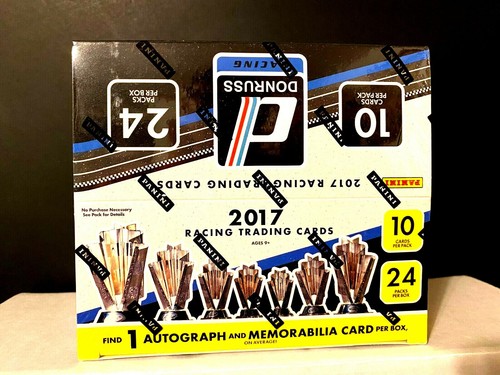 RACING
DONRUSS
24
PACKS
PER BOX
10
CARDS
PER PACK
2017 RACING TRADING CARDS
PANINI
No Purchase Necessary
See Pack for Details
2017
RACING TRADING CARDS
AGES 9+
10
CARDS
PER PACK
24
PACKS
PER BOX
FIND 1 AUTOGRAPH AND MEMORABILIA CARD PER BOX,
ON AVERAGE!
PANINI
PANINI
PANINI
PANINI
PANINI
PANINI
PANINI
PANINI